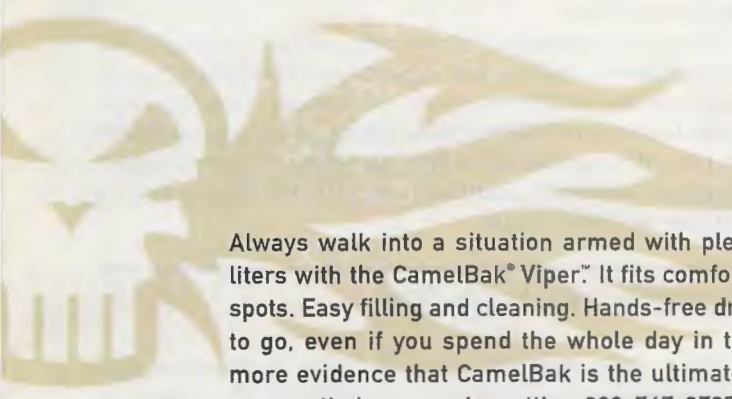 Always walk into a situation armed with ple
liters with the CamelBak® Viper.™ It fits comfo
spots. Easy filling and cleaning. Hands-free dr
to go, even if you spend the whole day in t
more evidence that CamelBak is the ultimat